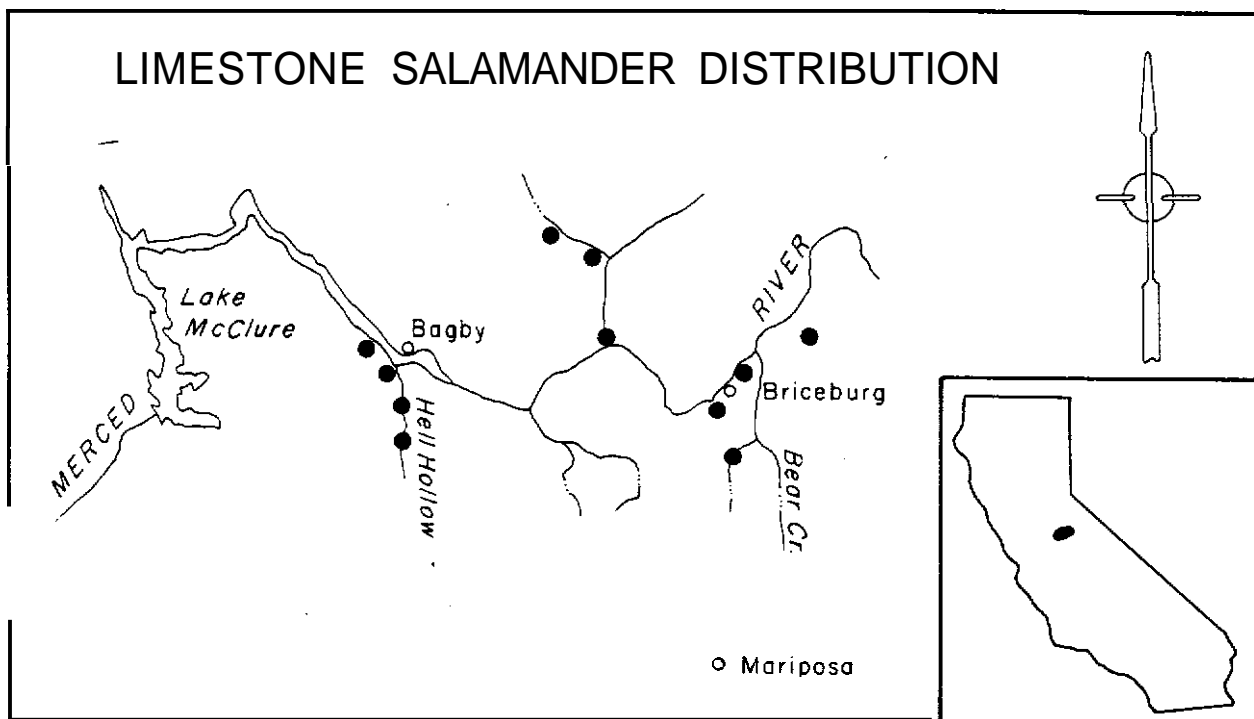 LIMESTONE SALAMANDER DISTRIBUTION
RIVER
Lake
McClure
Bagby
Briceburg
MERCED
Hell Hollow
Bear Cr.
Mariposa